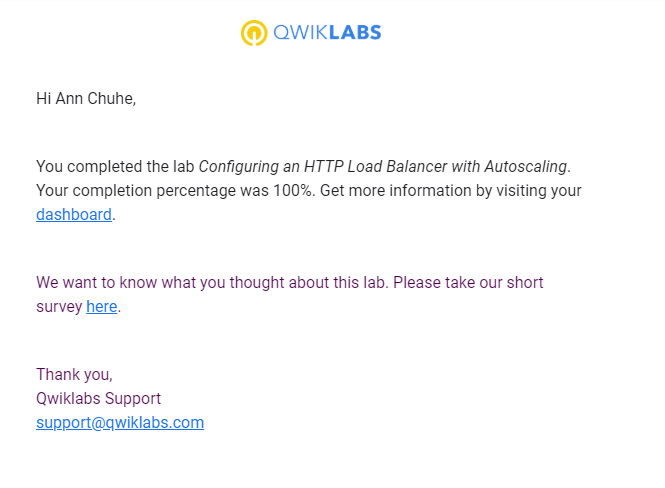 QWIKLABS
Hi Ann Chuhe,
You completed the lab Configuring an HTTP Load Balancer with Autoscaling.
Your completion percentage was 100%. Get more information by visiting your
dashboard.
We want to know what you thought about this lab. Please take our short
survey here.
Thank you,
Qwiklabs Support
support@qwiklabs.com